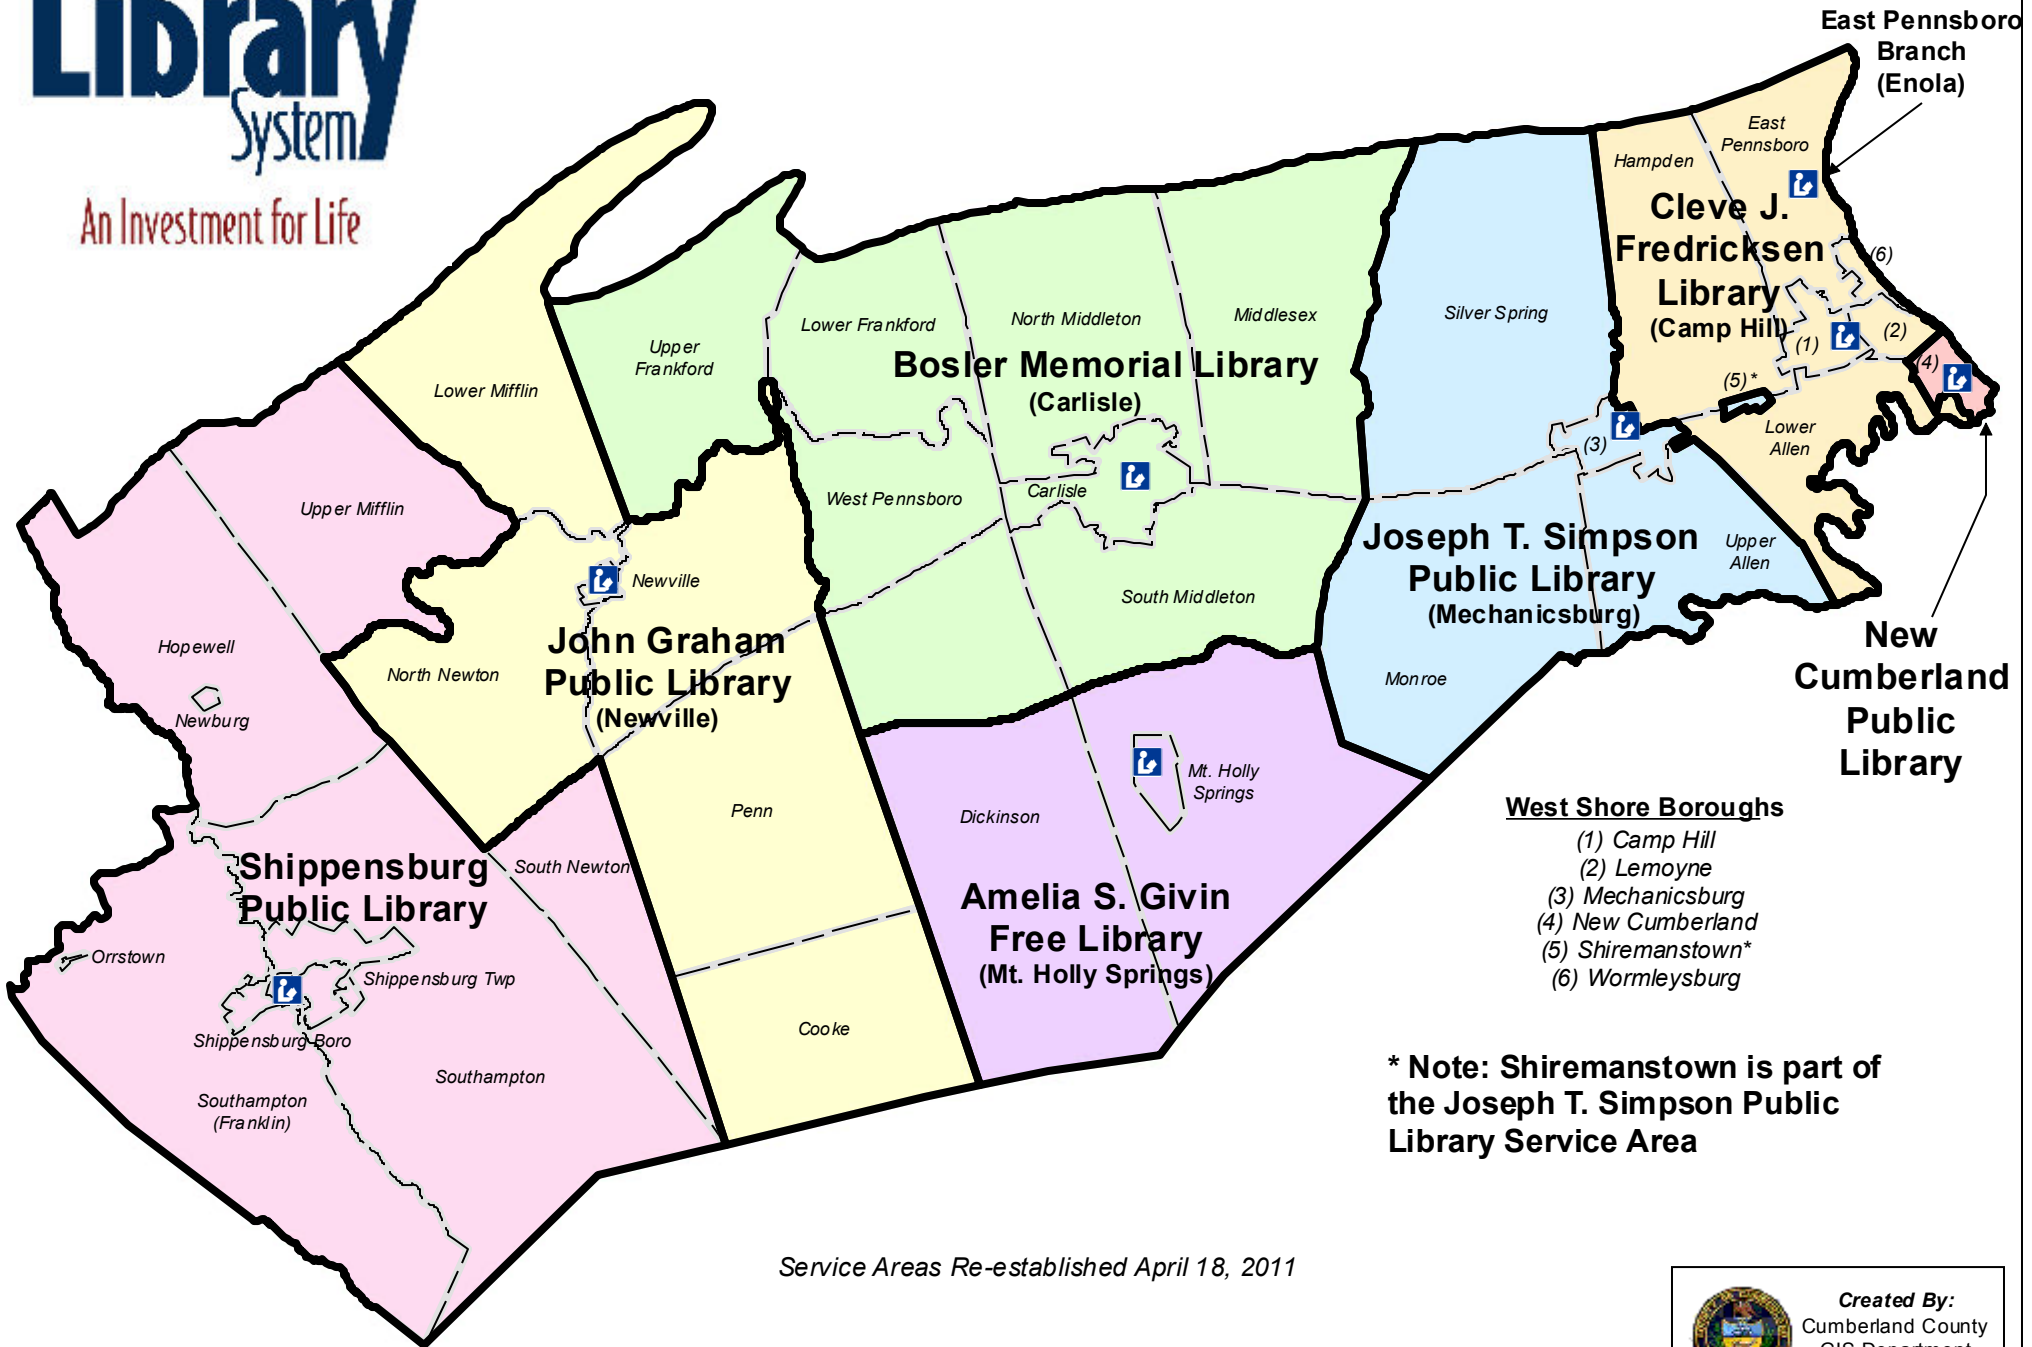 Library
System
An Investment for Life
East Pennsboro
Branch
(Enola)
East
Pennsboro
Hampden
Cleve J.
Fredricksen
Library
(Camp Hill)
(6)
(1)
(2)
(4)
(5) *
(3)
Lower
Allen
Silver Spring
Middlesex
North Middleton
Lower Frankford
Upper
Frankford
Bosler Memorial Library
(Carlisle)
Lower Mifflin
Upper Mifflin
West Pennsboro
Carlisle
Joseph T. Simpson
Public Library
(Mechanicsburg)
Upper
Allen
South Middleton
Newville
John Graham
Public Library
(Newville)
North Newton
Hopewell
Newburg
Monroe
New
Cumberland
Public
Library
Mt. Holly
Springs
Dickinson
Penn
Amelia S. Givin
Free Library
(Mt. Holly Springs)
South Newton
Shippensburg
Public Library
Orrstown
Shippensburg Twp
Shippensburg Boro
Southampton
Southampton
(Franklin)
Cooke
West Shore Boroughs
(1) Camp Hill
(2) Lemoyne
(3) Mechanicsburg
(4) New Cumberland
(5) Shiremanstown*
(6) Wormleysburg
* Note: Shiremanstown is part of
the Joseph T. Simpson Public
Library Service Area
Service Areas Re-established April 18, 2011
Created By:
Cumberland County
GIS Department